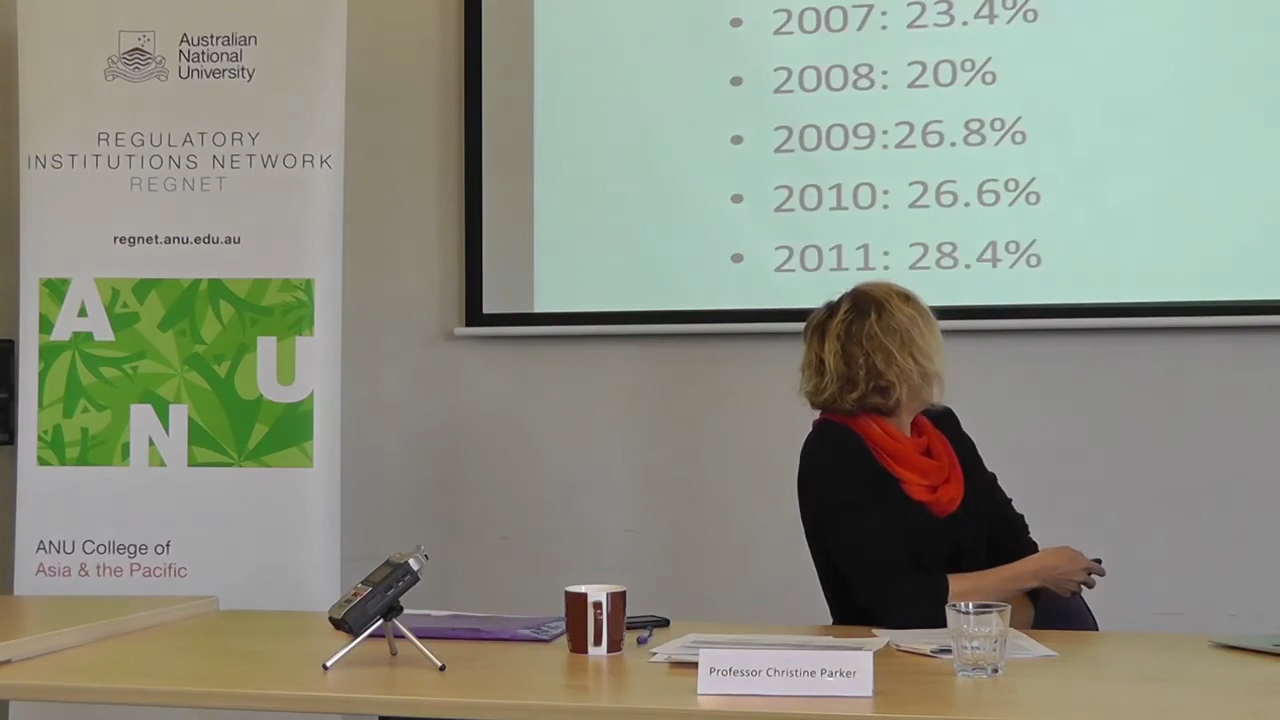 Australian
National
University
REGULATORY
INSTITUTIONS NETWORK
REGNET
regnet.anu.edu.au
A
U
N
ANU College of
Asia & the Pacific
• 2007: 23.4%
• 2008: 20%
• 2009:26.8%
• 2010: 26.6%
• 2011: 28.4%
Professor Christine Parker